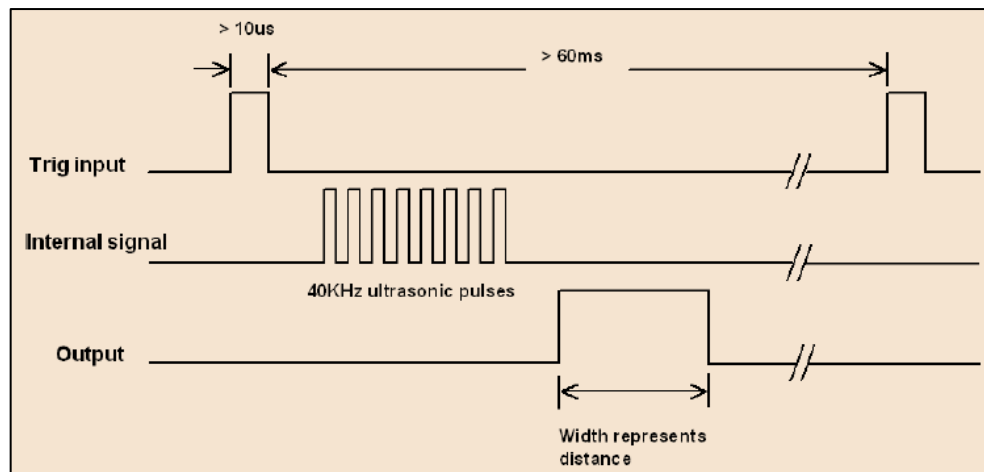 > 10us
> 60ms
Trig input
Internal signal
40KHz ultrasonic pulses
Output
Width represents
distance